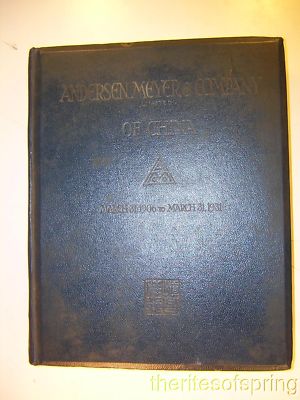 ANDERSEN, MEYER & COMPANY
LIMITED
OF CHINA
MARCH 31, 1906 TO MARCH 31, 1931
theritesofspring